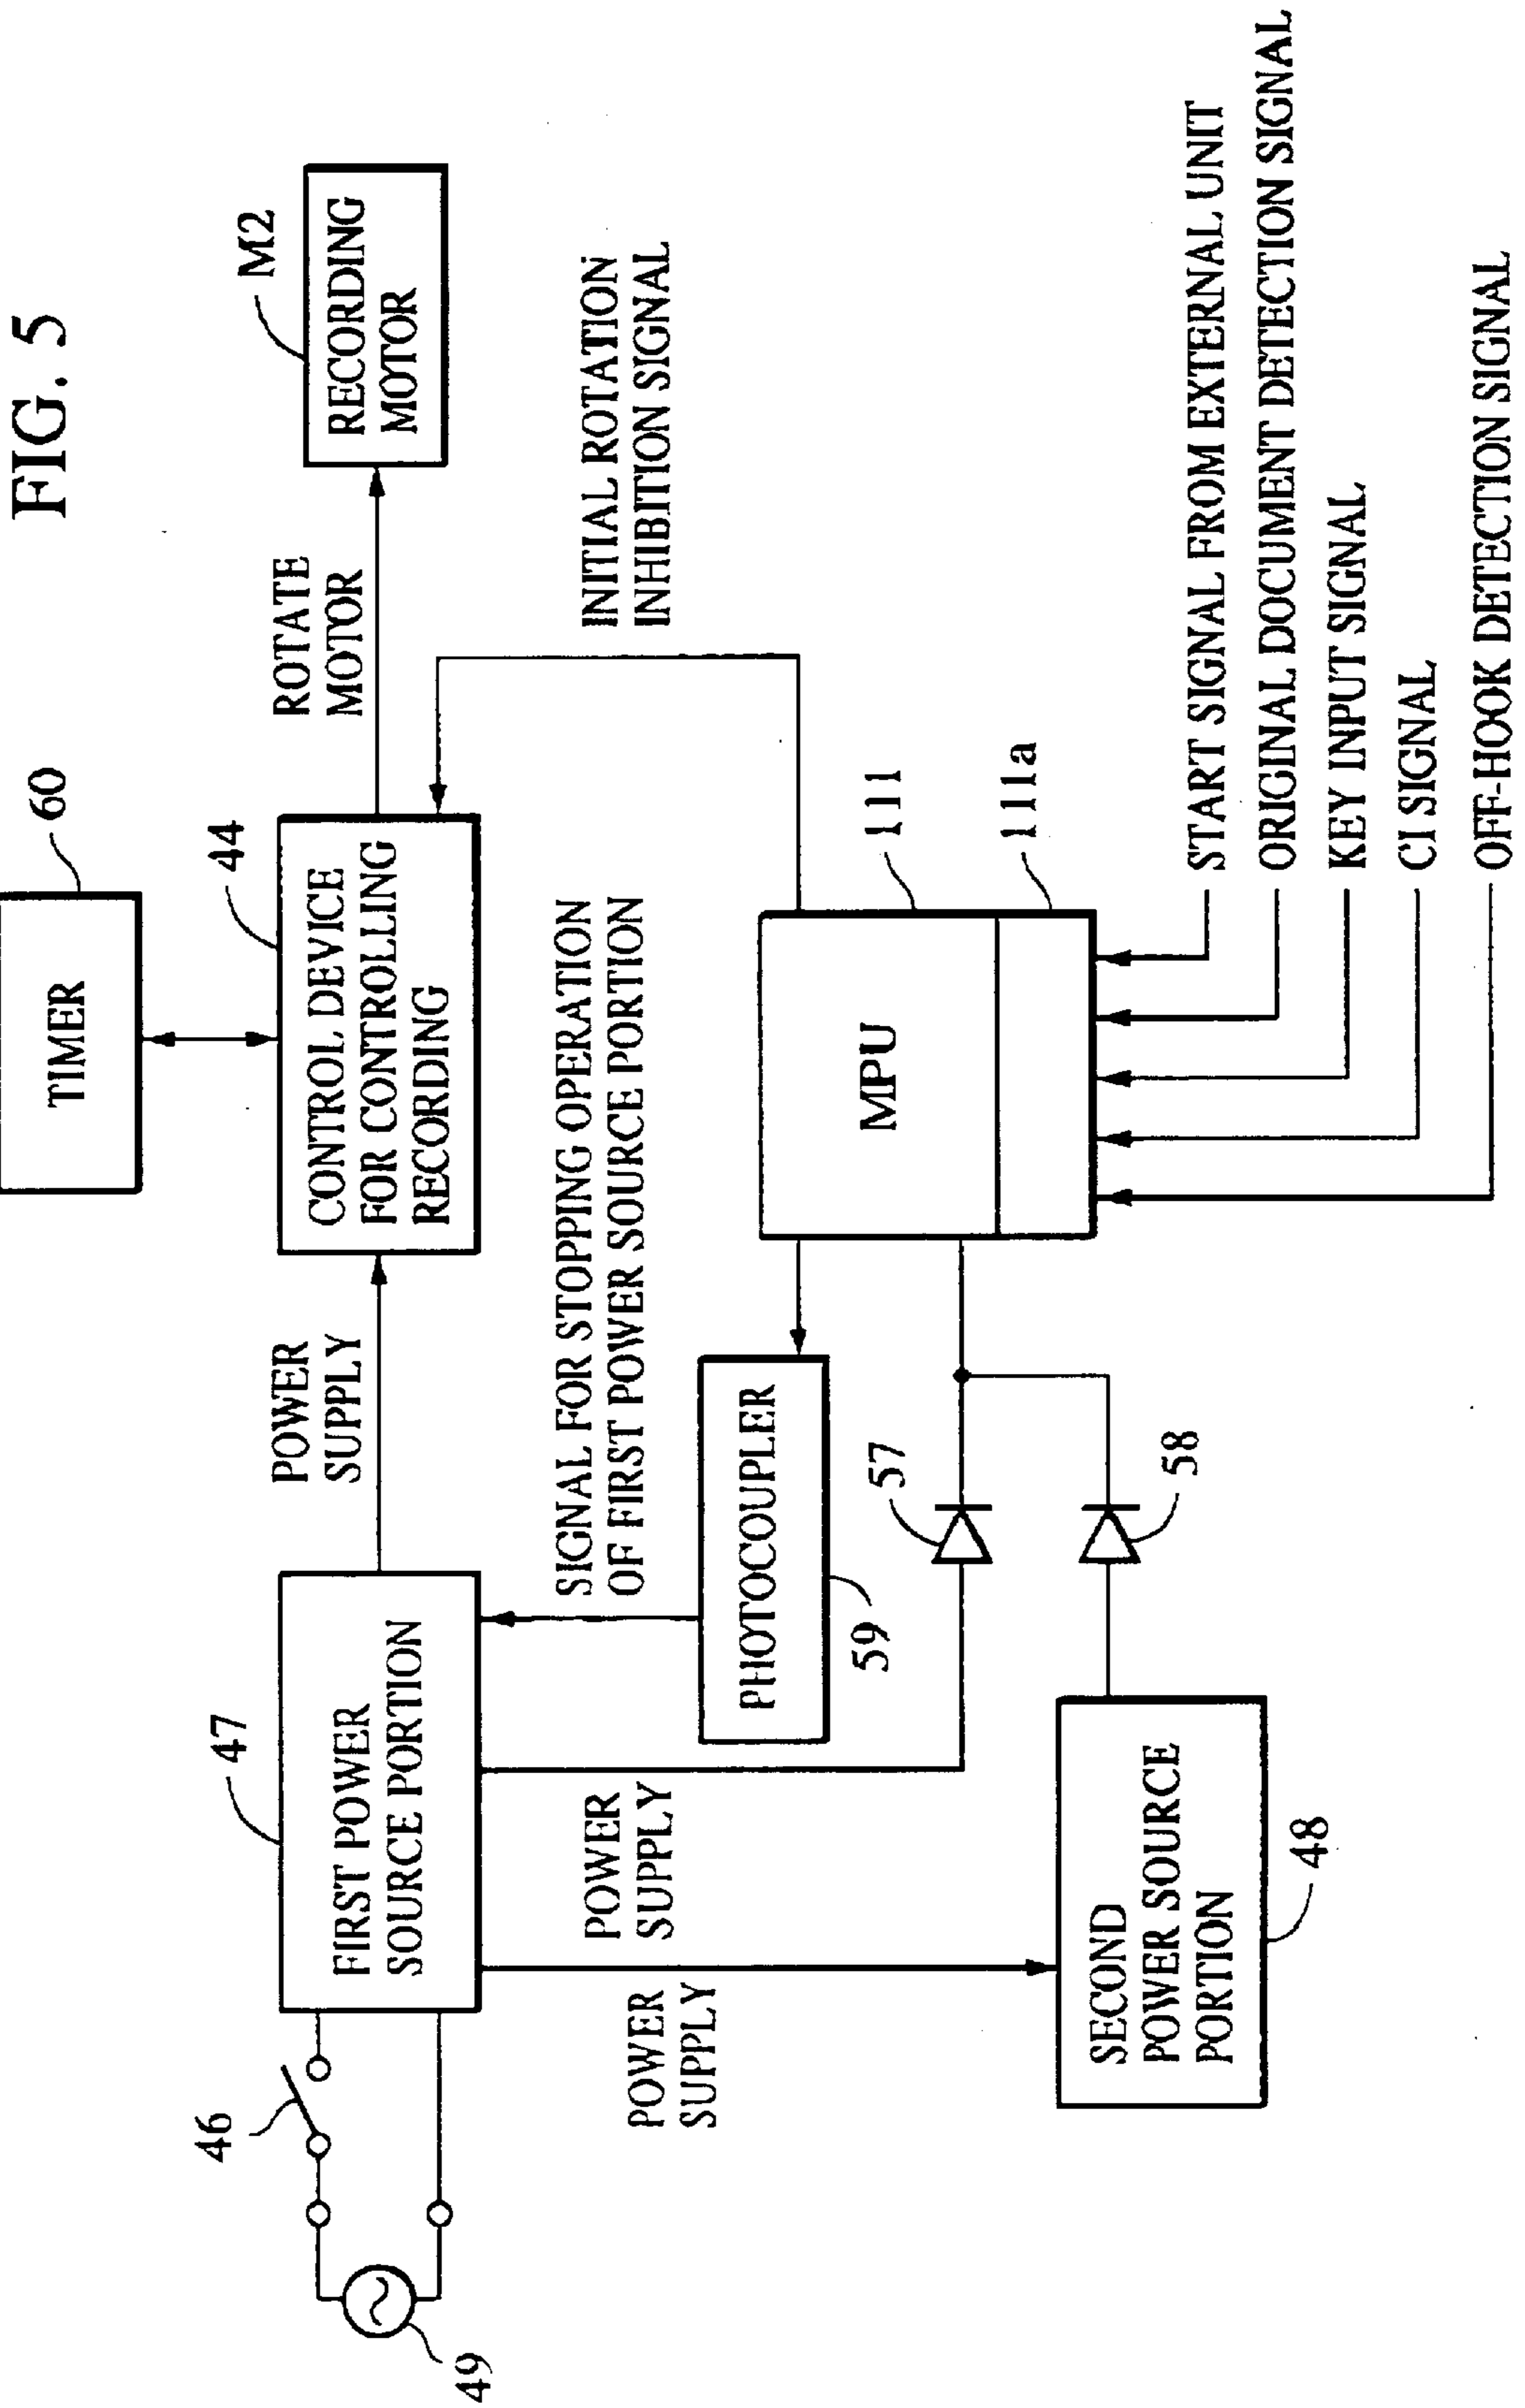 FIG. 5
TIMER
60
49
46
47
FIRST POWER
SOURCE PORTION
POWER
SUPPLY
44
CONTROL DEVICE
FOR CONTROLLING
RECORDING
ROTATE
MOTOR
M2
RECORDING
MOTOR
INITIAL ROTATION
INHIBITION SIGNAL
SIGNAL FOR STOPPING OPERATION
OF FIRST POWER SOURCE PORTION
POWER
SUPPLY
POWER
SUPPLY
PHOTOCOUPLER
59
57
58
MPU
111
111a
SECOND
POWER SOURCE
PORTION
48
START SIGNAL FROM EXTERNAL UNIT
ORIGINAL DOCUMENT DETECTION SIGNAL
KEY INPUT SIGNAL
CI SIGNAL
OFF-HOOK DETECTION SIGNAL